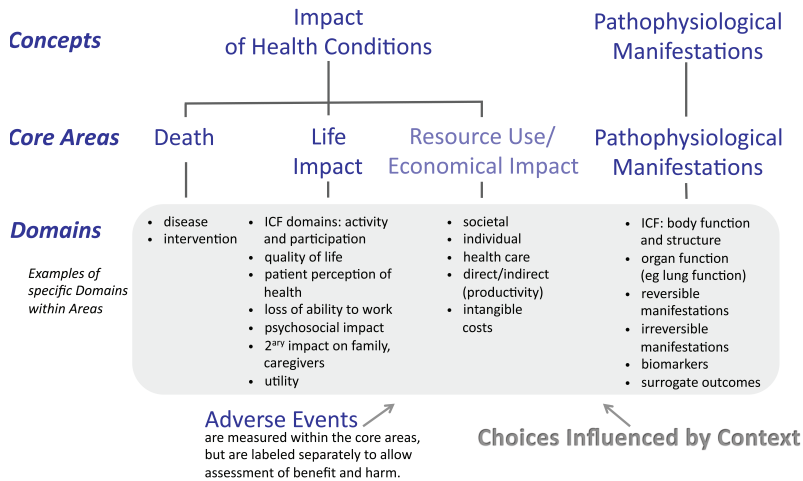 Concepts
Impact
of Health Conditions
Pathophysiological
Manifestations
Core Areas
Death
Life
Impact
Resource Use/
Economical Impact
Pathophysiological
Manifestations
Domains
Examples of
specific Domains
within Areas
• disease
• intervention
• ICF domains: activity
and participation
• quality of life
• patient perception of
health
• loss of ability to work
• psychosocial impact
• 2ary impact on family,
caregivers
• utility
• societal
• individual
• health care
• direct/indirect
(productivity)
• intangible
costs
• ICF: body function
and structure
• organ function
(eg lung function)
• reversible
manifestations
• irreversible
manifestations
• biomarkers
• surrogate outcomes
Adverse Events
are measured within the core areas,
but are labeled separately to allow
assessment of benefit and harm.
Choices Influenced by Context